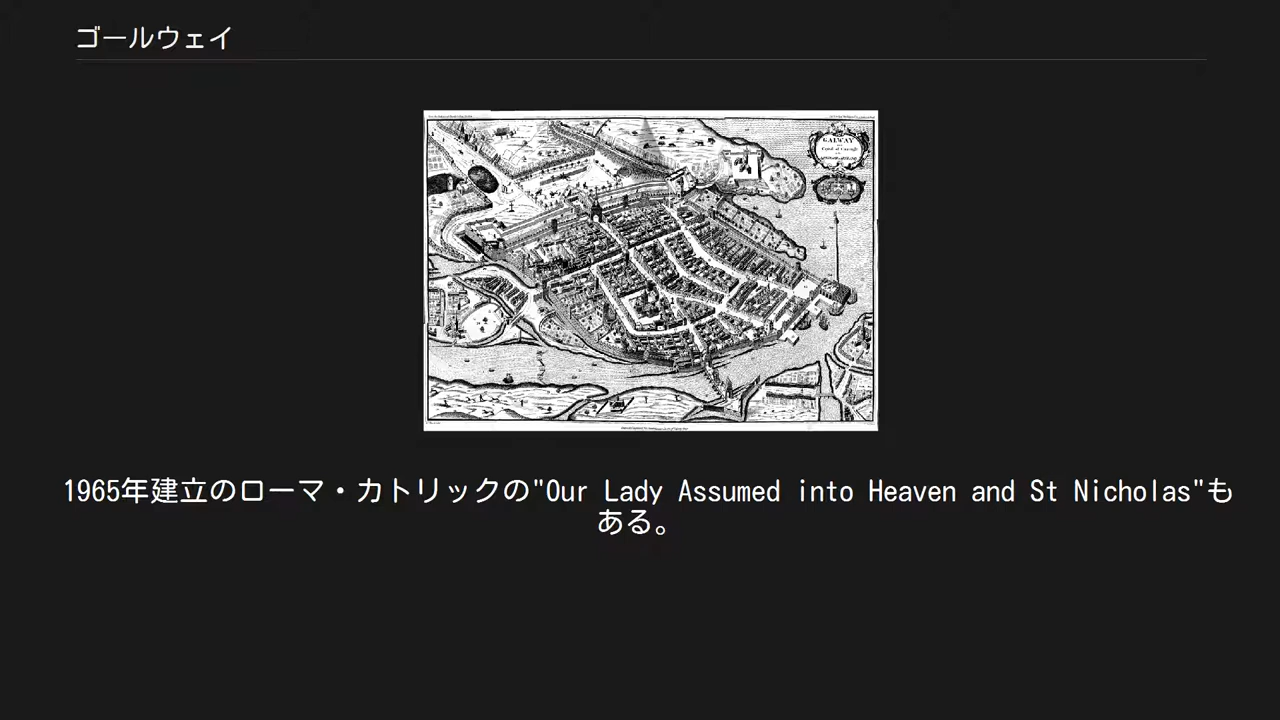 ゴールウェイ
GALWAY
1965年建立のローマ・カトリックの"Our Lady Assumed into Heaven and St Nicholas"も
ある。